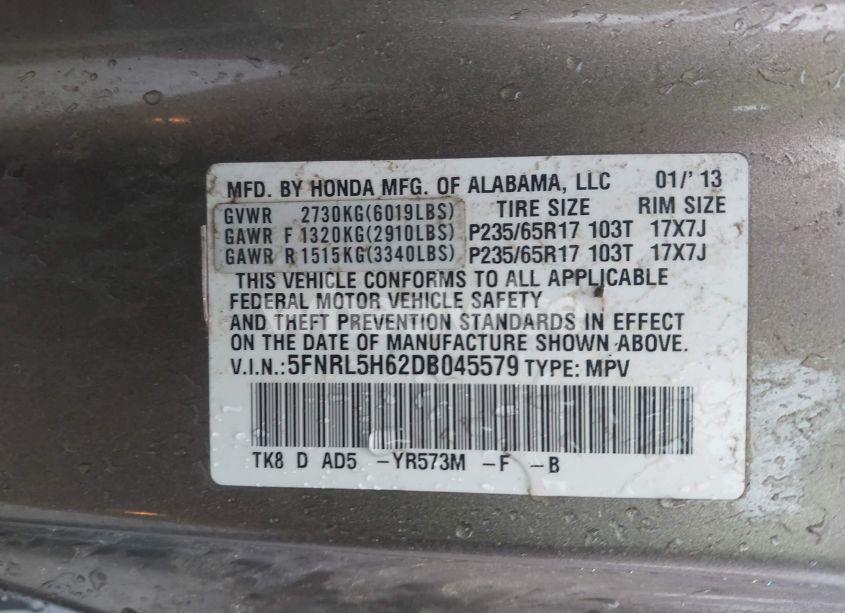 MFD. BY HONDA MFG. OF ALABAMA, LLC 01/'13
GVWR 2730KG(6019LBS) TIRE SIZE RIM SIZE
GAWR F 1320KG(2910LBS) P235/65R17 103T 17X7J
GAWR R 1515KG(3340LBS) P235/65R17 103T 17X7J
THIS VEHICLE CONFORMS TO ALL APPLICABLE
FEDERAL MOTOR VEHICLE SAFETY
AND THEFT PREVENTION STANDARDS IN EFFECT
ON THE DATE OF MANUFACTURE SHOWN ABOVE.
V.I.N.:5FNRL5H62DB045579 TYPE: MPV
TK8 D AD5 -YR573M -F -B